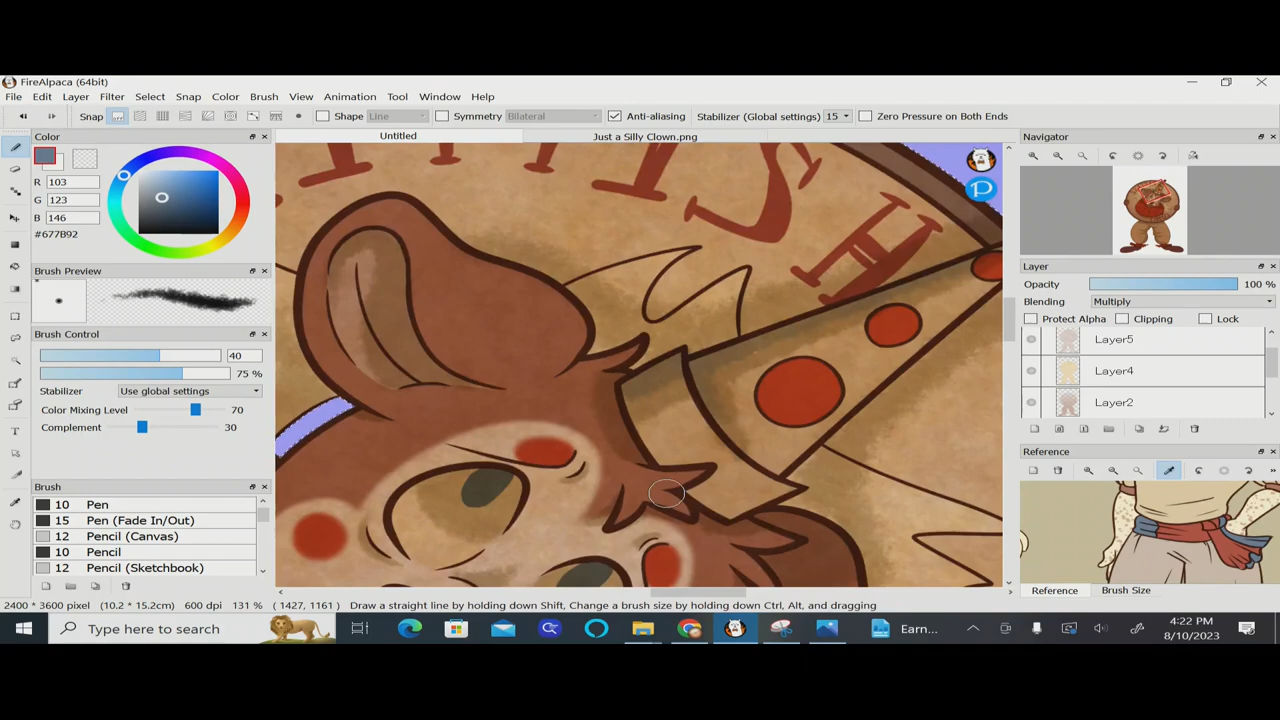 FireAlpaca (64bit)
File Edit Layer Filter Select Snap Color Brush View Animation Tool Window Help
Snap Shape Line Symmetry Bilateral Anti-aliasing Stabilizer (Global settings) 15 Zero Pressure on Both Ends
Color
Untitled
Just a Silly Clown.png
Navigator
R 103
G 123
B 146
#677B92
Brush Preview
Brush Control
40
75 %
Stabilizer Use global settings
Color Mixing Level 70
Complement 30
Brush
10 Pen
15 Pen (Fade In/Out)
12 Pencil (Canvas)
10 Pencil
12 Pencil (Sketchbook)
ISH
Layer
Opacity 100 %
Blending Multiply
Protect Alpha Clipping Lock
Layer5
Layer4
Layer2
Reference
Reference Brush Size
2400 * 3600 pixel (10.2 * 15.2cm) 600 dpi 131 % (1427, 1161) Draw a straight line by holding down Shift, Change a brush size by holding down Ctrl, Alt, and dragging
Type here to search
Earn...
4:22 PM
8/10/2023